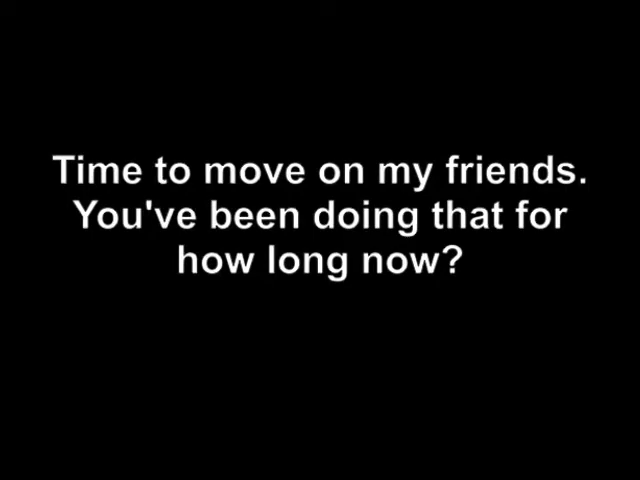 Time to move on my friends.
You've been doing that for
how long now?